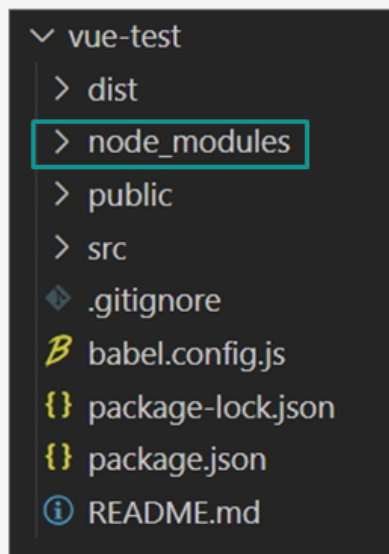 vue-test
dist
node_modules
public
src
.gitignore
babel.config.js
package-lock.json
package.json
README.md